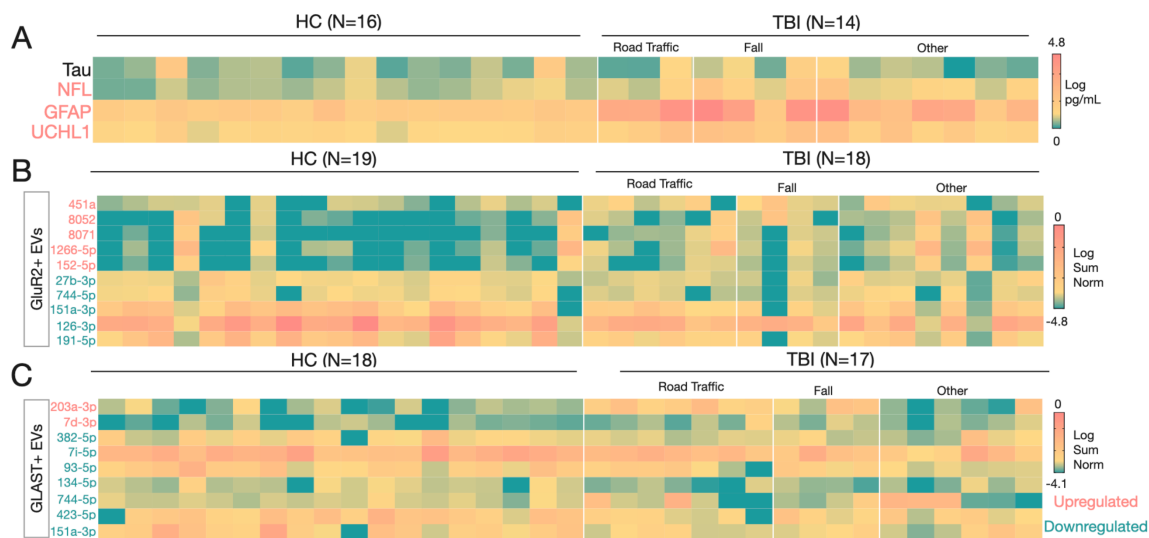 A
HC (N=16)
TBI (N=14)
Road Traffic
Fall
Other
4.8
Tau
NFL
GFAP
UCHL1
Log
pg/mL
0
B
HC (N=19)
TBI (N=18)
Road Traffic
Fall
Other
GluR2+ EVs
451a
8052
8071
1266-5p
152-5p
27b-3p
744-5p
151a-3p
126-3p
191-5p
0
Log
Sum
Norm
-4.8
C
HC (N=18)
TBI (N=17)
Road Traffic
Fall
Other
GLAST+ EVs
203a-3p
7d-3p
382-5p
7i-5p
93-5p
134-5p
744-5p
423-5p
151a-3p
0
Log
Sum
Norm
-4.1
Upregulated
Downregulated